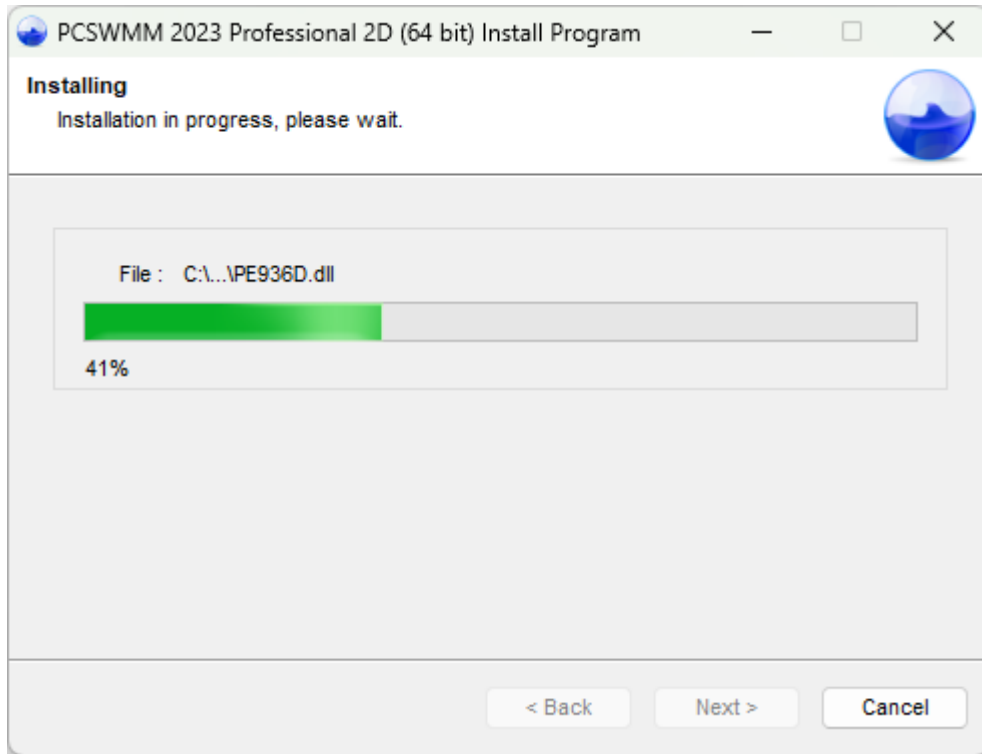 PCSWMM 2023 Professional 2D (64 bit) Install Program
Installing
Installation in progress, please wait.
File : C:\...\PE936D.dll
41%
< Back Next > Cancel